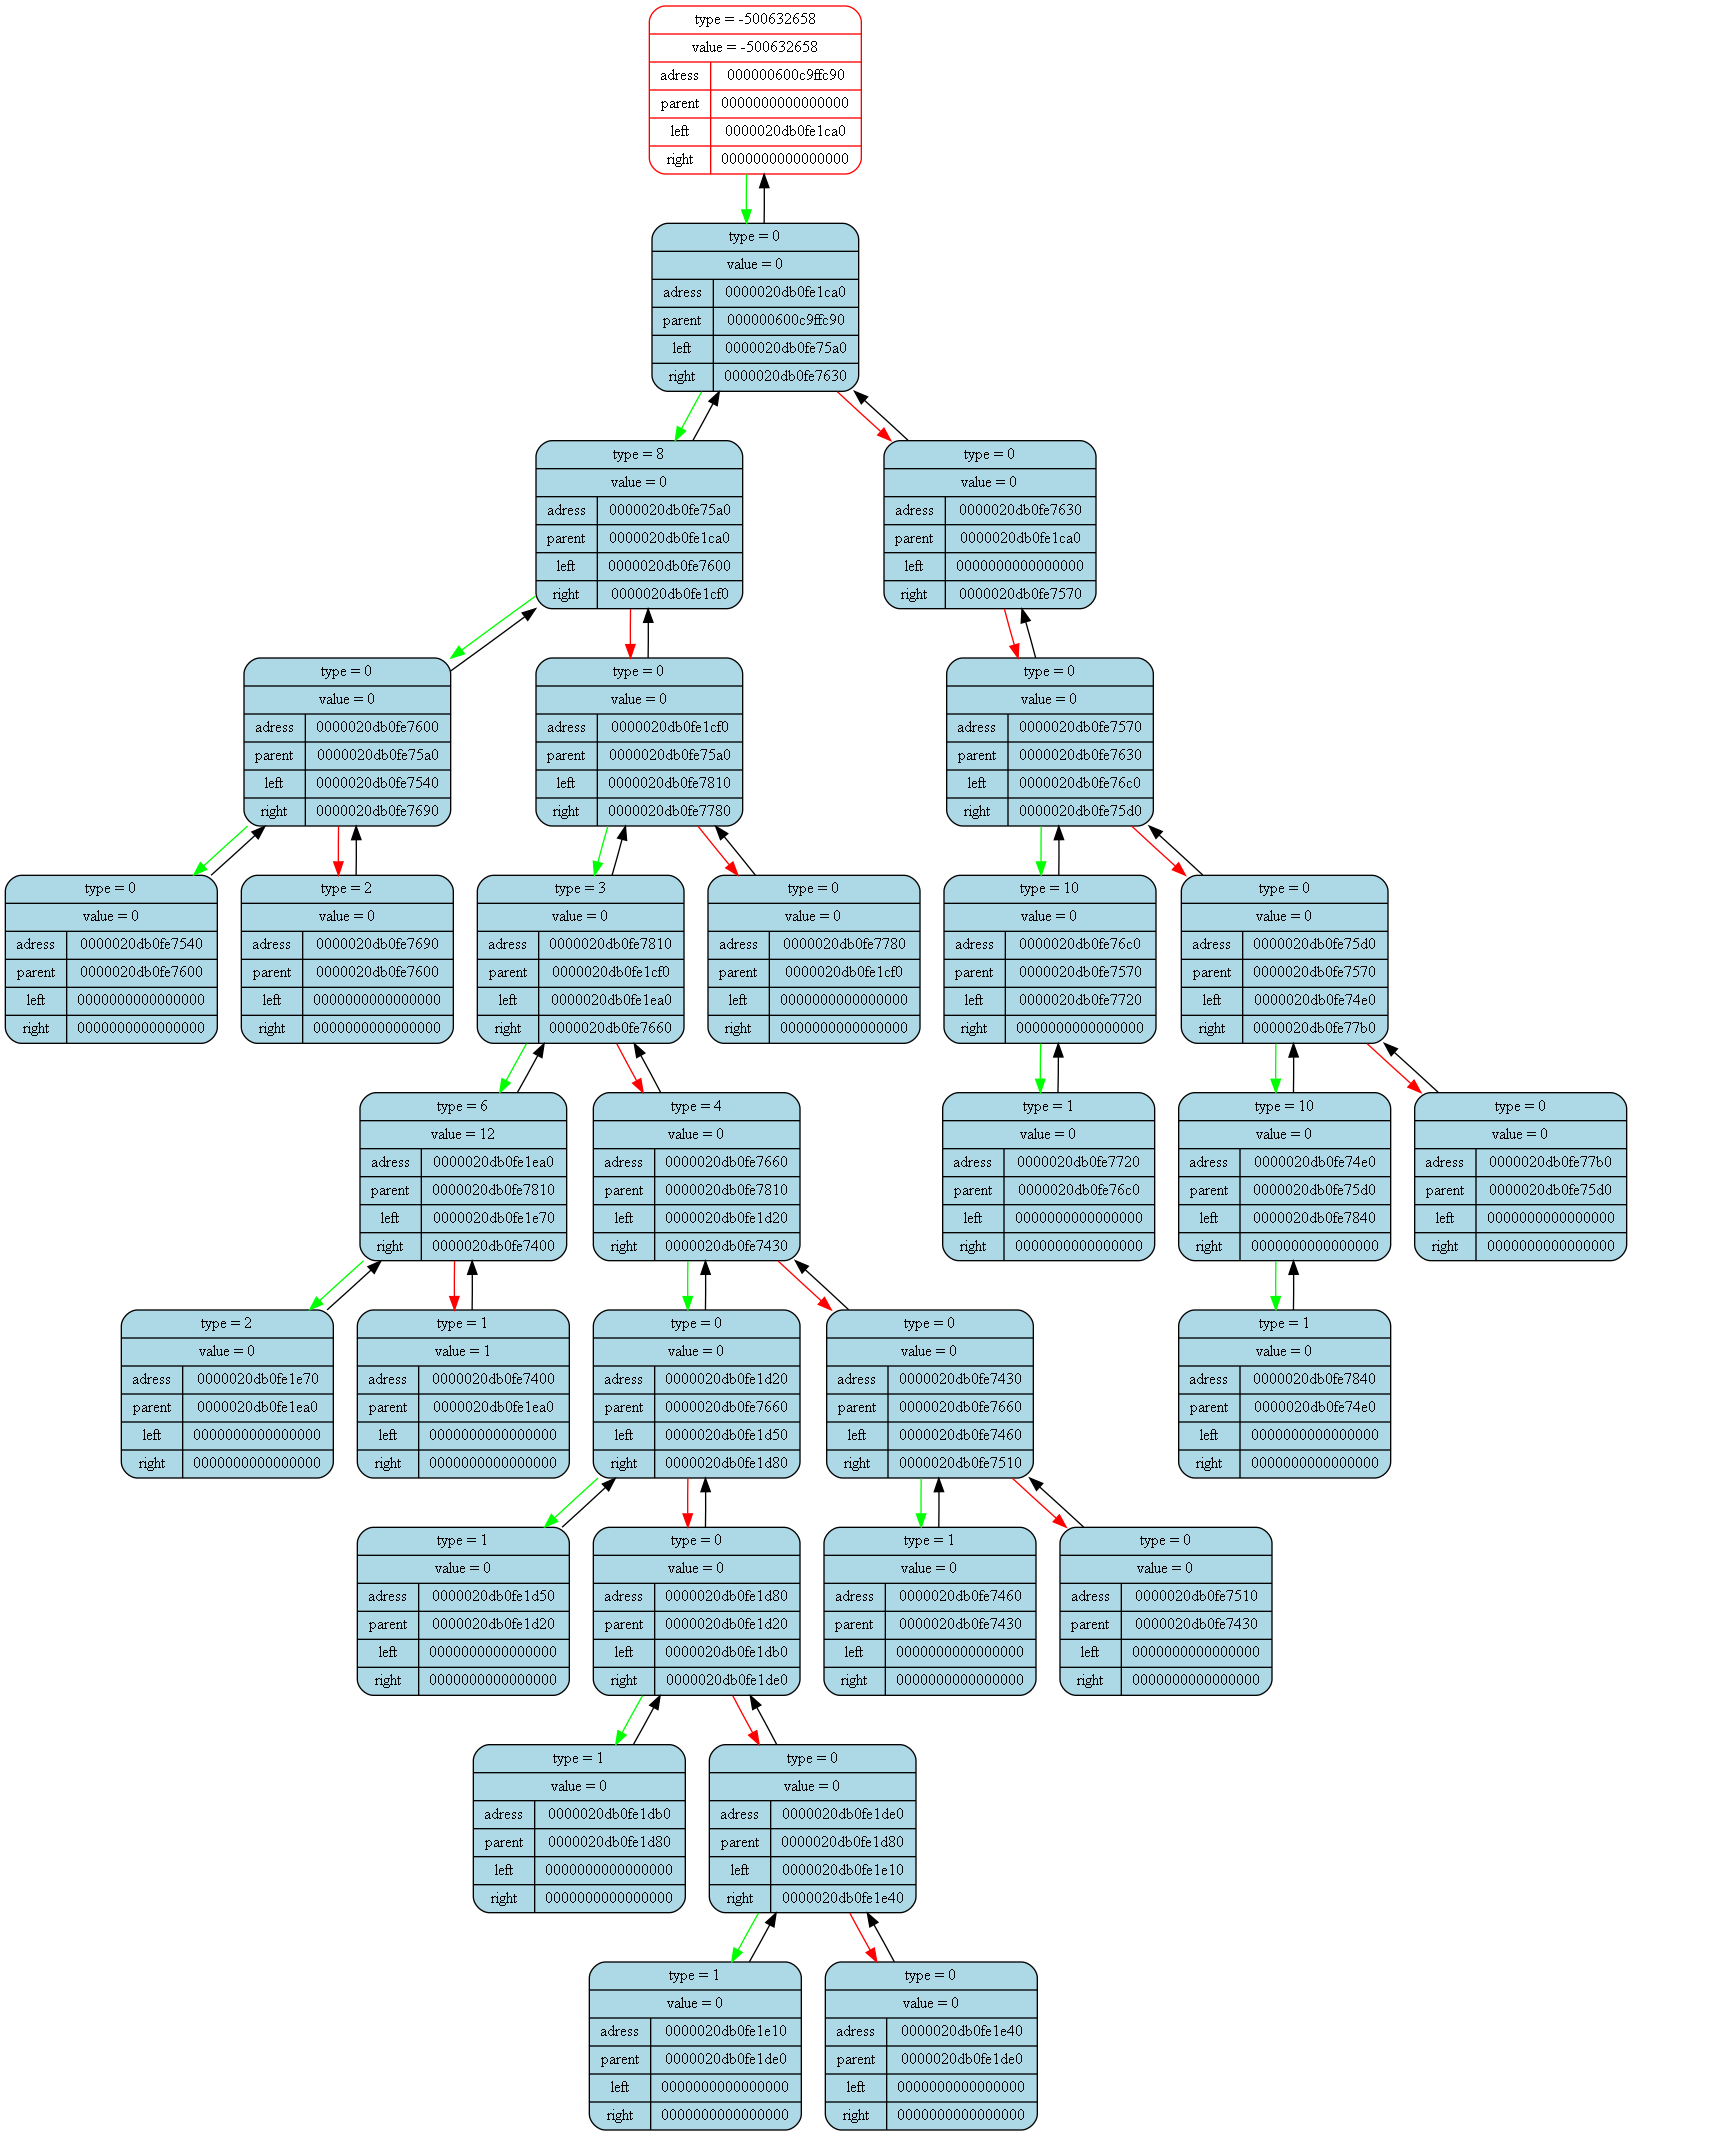 type = -500632658
value = -500632658
adress 000000600c9ffc90
parent 0000000000000000
left 0000020db0fe1ca0
right 0000000000000000
type = 0
value = 0
adress 0000020db0fe1ca0
parent 000000600c9ffc90
left 0000020db0fe75a0
right 0000020db0fe7630
type = 8
value = 0
adress 0000020db0fe75a0
parent 0000020db0fe1ca0
left 0000020db0fe7600
right 0000020db0fe1cf0
type = 0
value = 0
adress 0000020db0fe7630
parent 0000020db0fe1ca0
left 0000000000000000
right 0000020db0fe7570
type = 0
value = 0
adress 0000020db0fe7600
parent 0000020db0fe75a0
left 0000020db0fe7540
right 0000020db0fe7690
type = 0
value = 0
adress 0000020db0fe1cf0
parent 0000020db0fe75a0
left 0000020db0fe7810
right 0000020db0fe7780
type = 0
value = 0
adress 0000020db0fe7570
parent 0000020db0fe7630
left 0000020db0fe76c0
right 0000020db0fe75d0
type = 0
value = 0
adress 0000020db0fe7540
parent 0000020db0fe7600
left 0000000000000000
right 0000000000000000
type = 2
value = 0
adress 0000020db0fe7690
parent 0000020db0fe7600
left 0000000000000000
right 0000000000000000
type = 3
value = 0
adress 0000020db0fe7810
parent 0000020db0fe1cf0
left 0000020db0fe1ea0
right 0000020db0fe7660
type = 0
value = 0
adress 0000020db0fe7780
parent 0000020db0fe1cf0
left 0000000000000000
right 0000000000000000
type = 10
value = 0
adress 0000020db0fe76c0
parent 0000020db0fe7570
left 0000020db0fe7720
right 0000000000000000
type = 0
value = 0
adress 0000020db0fe75d0
parent 0000020db0fe7570
left 0000020db0fe74e0
right 0000020db0fe77b0
type = 6
value = 12
adress 0000020db0fe1ea0
parent 0000020db0fe7810
left 0000020db0fe1e70
right 0000020db0fe7400
type = 4
value = 0
adress 0000020db0fe7660
parent 0000020db0fe7810
left 0000020db0fe1d20
right 0000020db0fe7430
type = 1
value = 0
adress 0000020db0fe7720
parent 0000020db0fe76c0
left 0000000000000000
right 0000000000000000
type = 10
value = 0
adress 0000020db0fe74e0
parent 0000020db0fe75d0
left 0000020db0fe7840
right 0000000000000000
type = 0
value = 0
adress 0000020db0fe77b0
parent 0000020db0fe75d0
left 0000000000000000
right 0000000000000000
type = 2
value = 0
adress 0000020db0fe1e70
parent 0000020db0fe1ea0
left 0000000000000000
right 0000000000000000
type = 1
value = 1
adress 0000020db0fe7400
parent 0000020db0fe1ea0
left 0000000000000000
right 0000000000000000
type = 0
value = 0
adress 0000020db0fe1d20
parent 0000020db0fe7660
left 0000020db0fe1d50
right 0000020db0fe1d80
type = 0
value = 0
adress 0000020db0fe7430
parent 0000020db0fe7660
left 0000020db0fe7460
right 0000020db0fe7510
type = 1
value = 0
adress 0000020db0fe7840
parent 0000020db0fe74e0
left 0000000000000000
right 0000000000000000
type = 1
value = 0
adress 0000020db0fe1d50
parent 0000020db0fe1d20
left 0000000000000000
right 0000000000000000
type = 0
value = 0
adress 0000020db0fe1d80
parent 0000020db0fe1d20
left 0000020db0fe1db0
right 0000020db0fe1de0
type = 1
value = 0
adress 0000020db0fe7460
parent 0000020db0fe7430
left 0000000000000000
right 0000000000000000
type = 0
value = 0
adress 0000020db0fe7510
parent 0000020db0fe7430
left 0000000000000000
right 0000000000000000
type = 1
value = 0
adress 0000020db0fe1db0
parent 0000020db0fe1d80
left 0000000000000000
right 0000000000000000
type = 0
value = 0
adress 0000020db0fe1de0
parent 0000020db0fe1d80
left 0000020db0fe1e10
right 0000020db0fe1e40
type = 1
value = 0
adress 0000020db0fe1e10
parent 0000020db0fe1de0
left 0000000000000000
right 0000000000000000
type = 0
value = 0
adress 0000020db0fe1e40
parent 0000020db0fe1de0
left 0000000000000000
right 0000000000000000